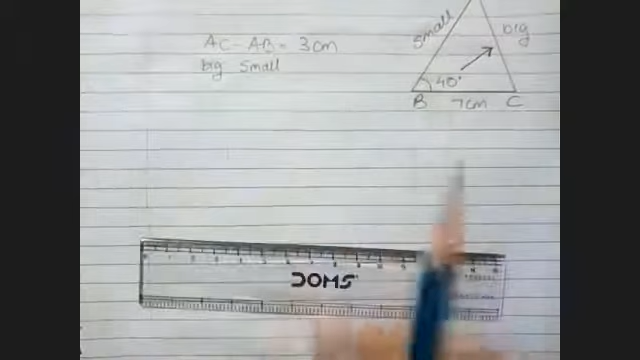 AC - AB = 3cm
big small
small
big
40°
B 7cm C
DOMS